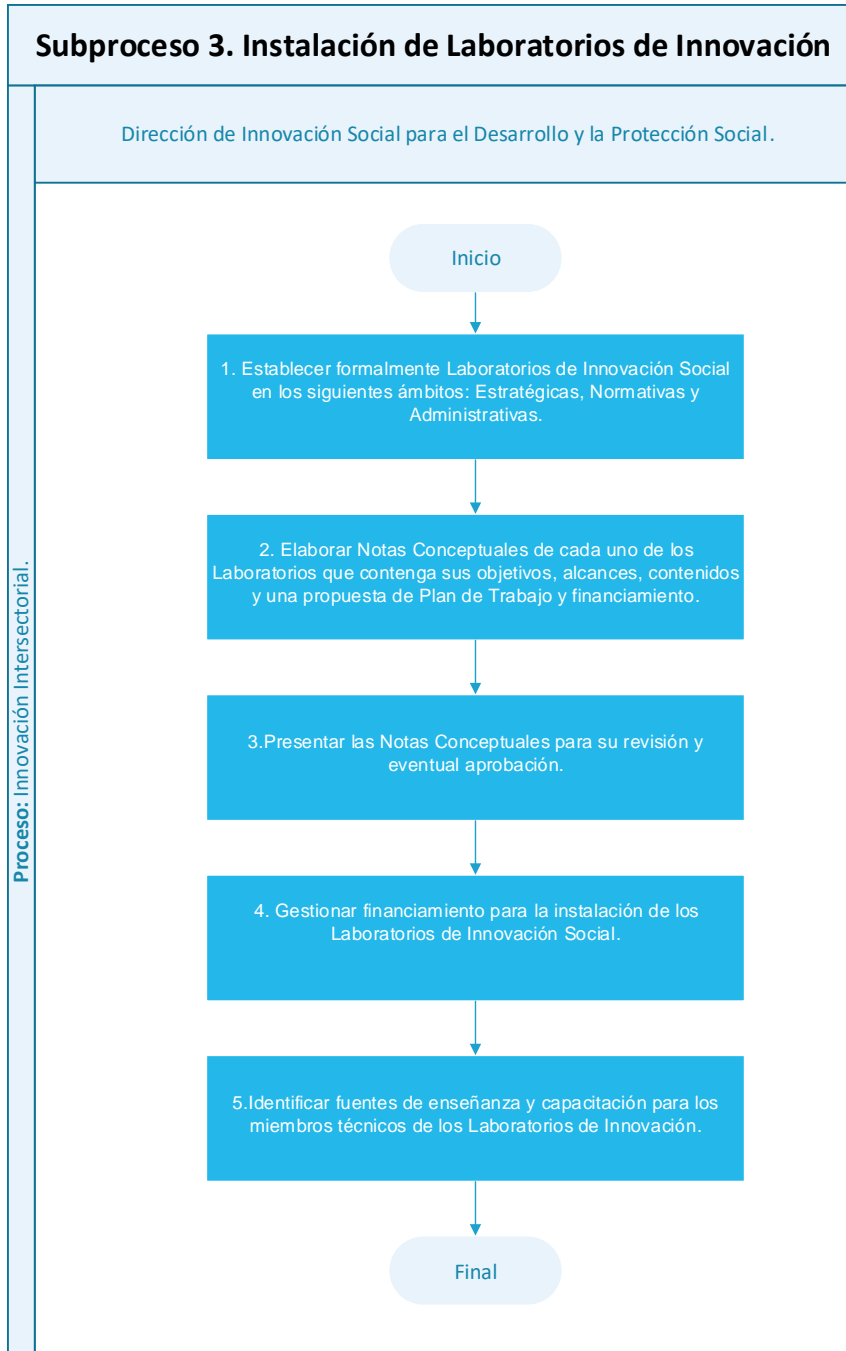 Subproceso 3. Instalación de Laboratorios de Innovación
Dirección de Innovación Social para el Desarrollo y la Protección Social.
Proceso: Innovación Intersectorial.
Inicio
1. Establecer formalmente Laboratorios de Innovación Social
en los siguientes ámbitos: Estratégicas, Normativas y
Administrativas.
2. Elaborar Notas Conceptuales de cada uno de los
Laboratorios que contenga sus objetivos, alcances, contenidos
y una propuesta de Plan de Trabajo y financiamiento.
3.Presentar las Notas Conceptuales para su revisión y
eventual aprobación.
4. Gestionar financiamiento para la instalación de los
Laboratorios de Innovación Social.
5.Identificar fuentes de enseñanza y capacitación para los
miembros técnicos de los Laboratorios de Innovación.
Final